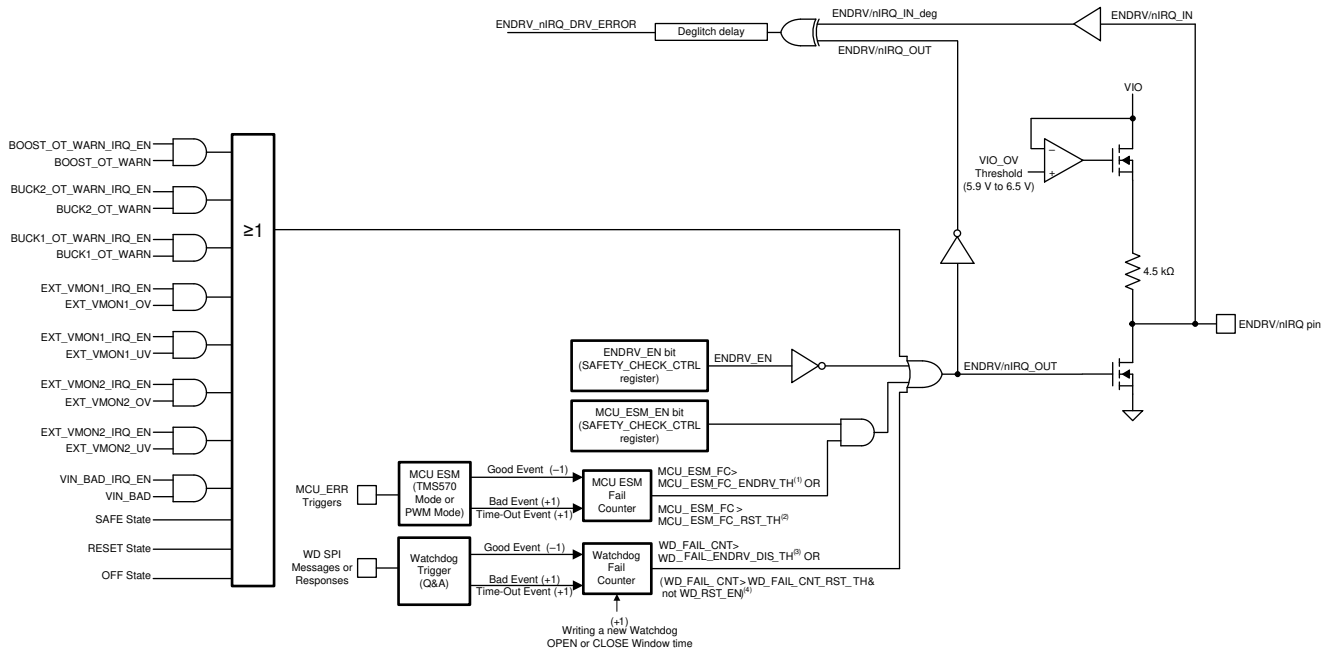 ENDRV_nIRQ_DRV_ERROR
Deglitch delay
ENDRV/nIRQ_IN_deg
ENDRV/nIRQ_IN
ENDRV/nIRQ_OUT
VIO
VIO_OV
Threshold
(5.9 V to 6.5 V)
−
+
4.5 kΩ
ENDRV/nIRQ pin
BOOST_OT_WARN_IRQ_EN
BOOST_OT_WARN
BUCK2_OT_WARN_IRQ_EN
BUCK2_OT_WARN
BUCK1_OT_WARN_IRQ_EN
BUCK1_OT_WARN
EXT_VMON1_IRQ_EN
EXT_VMON1_OV
EXT_VMON1_IRQ_EN
EXT_VMON1_UV
EXT_VMON2_IRQ_EN
EXT_VMON2_OV
EXT_VMON2_IRQ_EN
EXT_VMON2_UV
VIN_BAD_IRQ_EN
VIN_BAD
SAFE State
RESET State
OFF State
≥1
ENDRV_EN bit
(SAFETY_CHECK_CTRL
register)
ENDRV_EN
ENDRV/nIRQ_OUT
MCU_ESM_EN bit
(SAFETY_CHECK_CTRL
register)
MCU_ERR
Triggers
MCU ESM
(TMS570
Mode or
PWM Mode)
Good Event (−1)
Bad Event (+1)
Time-Out Event (+1)
MCU ESM
Fail
Counter
MCU_ESM_FC>
MCU_ESM_FC_ENDRV_TH(1) OR
MCU_ESM_FC >
MCU_ESM_FC_RST_TH(2)
WD SPI
Messages or
Responses
Watchdog
Trigger
(Q&A)
Good Event (−1)
Bad Event (+1)
Time-Out Event (+1)
Watchdog
Fail
Counter
WD_FAIL_CNT>
WD_FAIL_ENDRV_DIS_TH(3) OR
(WD_FAIL_CNT> WD_FAIL_CNT_RST_TH&
not WD_RST_EN)(4)
(+1)
Writing a new Watchdog
OPEN or CLOSE Window time